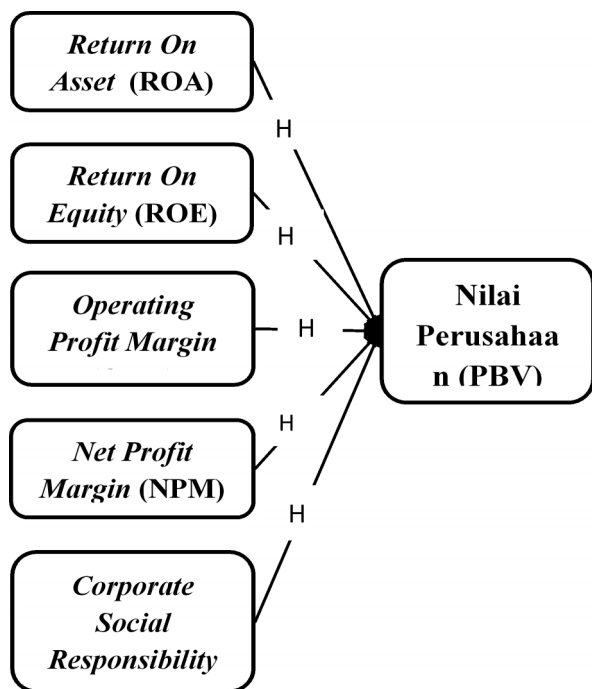 Return On
Asset (ROA)
H
Return On
Equity (ROE)
H
Operating
Profit Margin
H
Nilai
Perusahaa
n (PBV)
Net Profit
Margin (NPM)
H
Corporate
Social
Responsibility
H